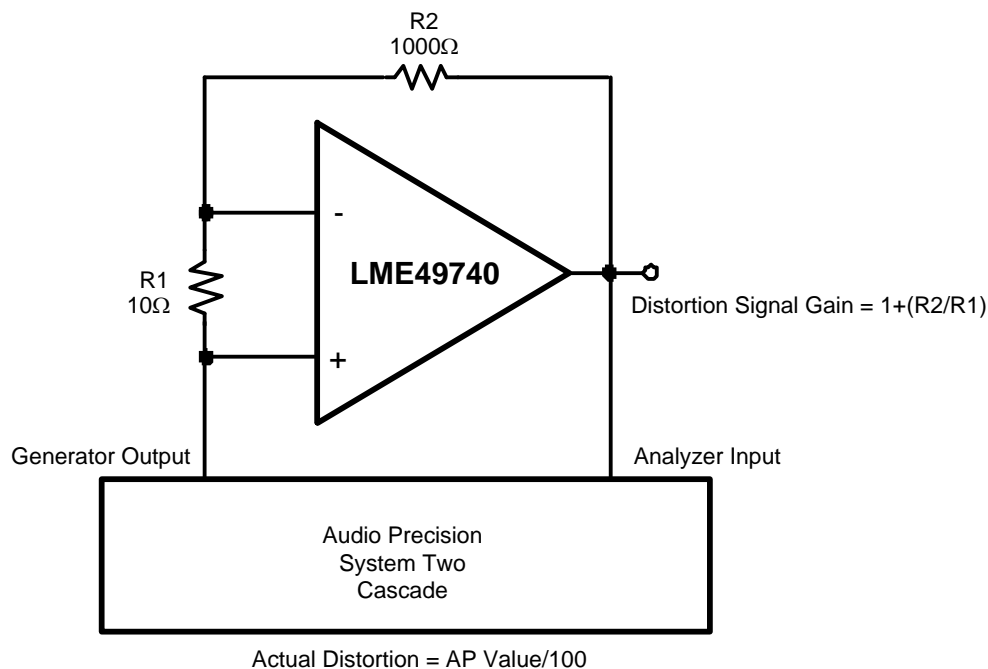 R2
1000Ω
-
LME49740
R1
10Ω
Distortion Signal Gain = 1+(R2/R1)
+
Generator Output
Analyzer Input
Audio Precision
System Two
Cascade
Actual Distortion = AP Value/100